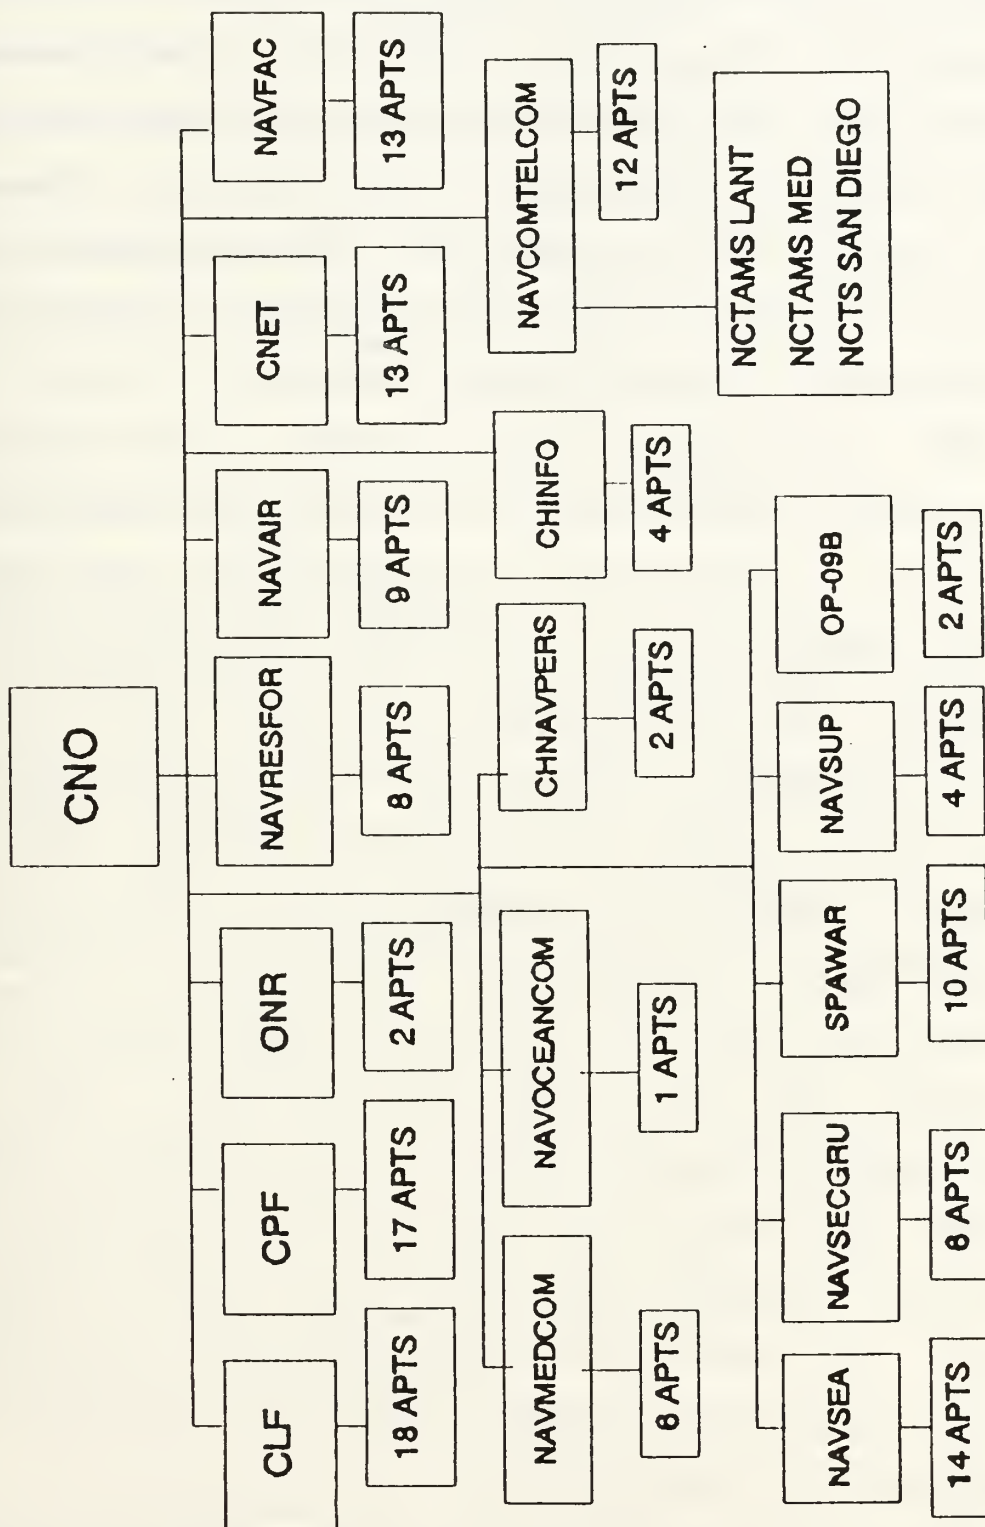 CNO
CLF
18 APTS
CPF
17 APTS
ONR
2 APTS
NAVRESFOR
8 APTS
NAVAIR
9 APTS
CNET
13 APTS
NAVFAC
13 APTS
NAVMEDCOM
6 APTS
NAVOCEANCOM
1 APTS
CHNAVPERS
2 APTS
CHINFO
4 APTS
NAVCOMTELCOM
12 APTS
NCTAMS LANT
NCTAMS MED
NCTS SAN DIEGO
NAVSEA
14 APTS
NAVSECGRU
6 APTS
SPAWAR
10 APTS
NAVSUP
4 APTS
OP-09B
2 APTS